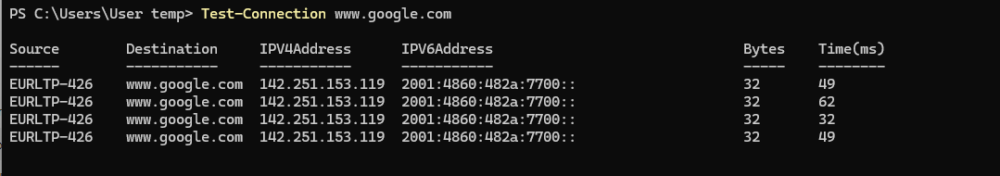 PS C:\Users\User temp> Test-Connection www.google.com
Source Destination IPV4Address IPV6Address Bytes Time(ms)
------ ----------- ----------- ----------- ----- --------
EURLTP-426 www.google.com 142.251.153.119 2001:4860:482a:7700:: 32 49
EURLTP-426 www.google.com 142.251.153.119 2001:4860:482a:7700:: 32 62
EURLTP-426 www.google.com 142.251.153.119 2001:4860:482a:7700:: 32 32
EURLTP-426 www.google.com 142.251.153.119 2001:4860:482a:7700:: 32 49